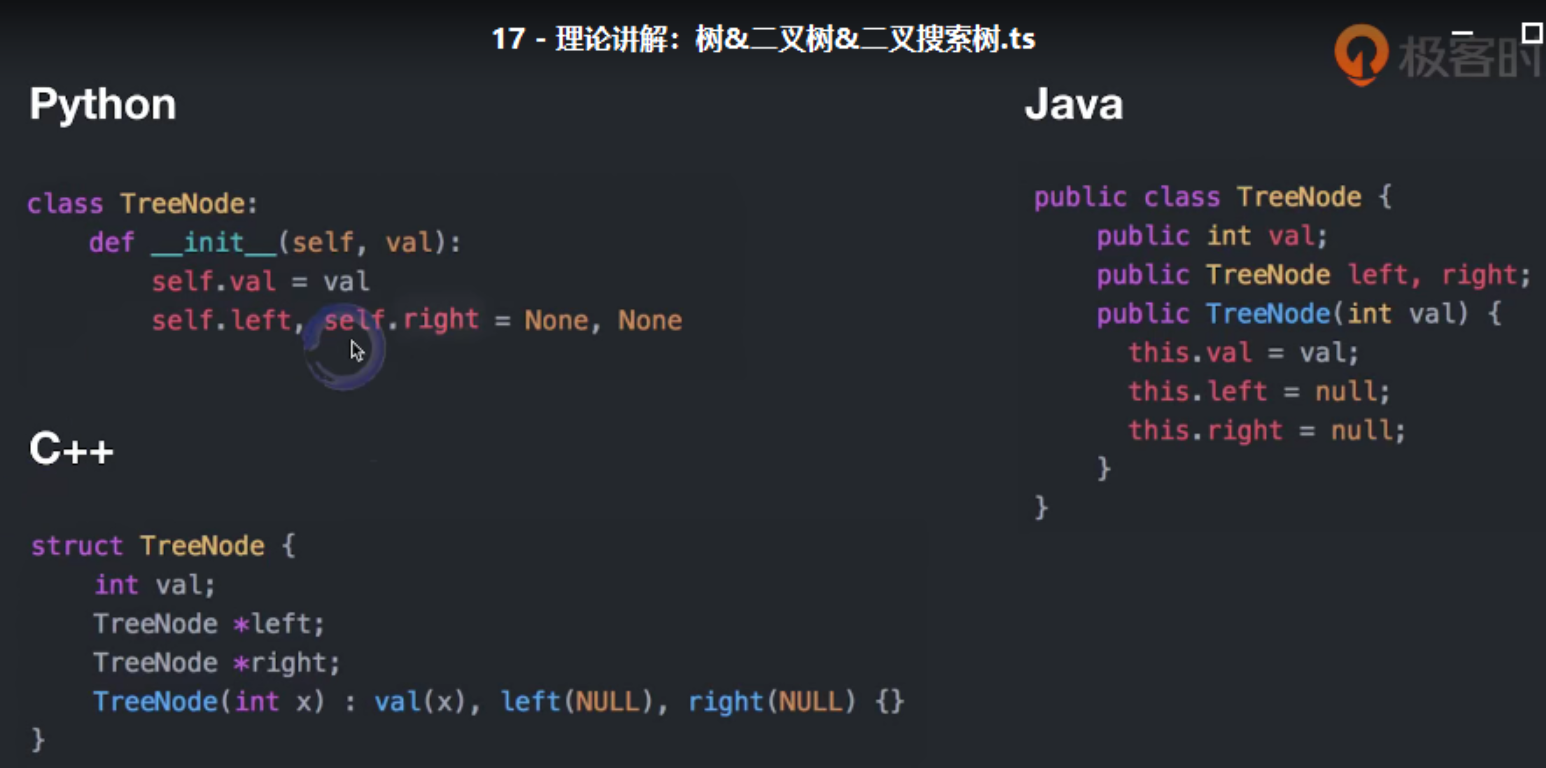 17 - 理论讲解：树&二叉树&二叉搜索树.ts
极客时
Python
class TreeNode:
    def __init__(self, val):
        self.val = val
        self.left, self.right = None, None
C++
struct TreeNode {
    int val;
    TreeNode *left;
    TreeNode *right;
    TreeNode(int x) : val(x), left(NULL), right(NULL) {}
}
Java
public class TreeNode {
    public int val;
    public TreeNode left, right;
    public TreeNode(int val) {
      this.val = val;
      this.left = null;
      this.right = null;
    }
}